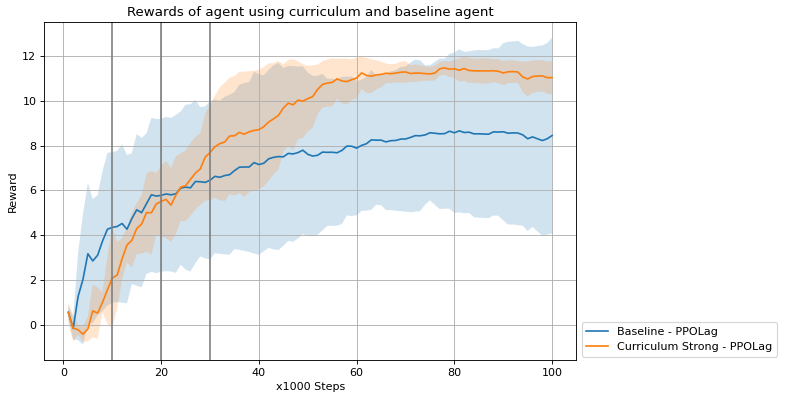 Rewards of agent using curriculum and baseline agent
12
10
8
6
4
2
0
Reward
0 20 40 60 80 100
x1000 Steps
Baseline - PPOLag
Curriculum Strong - PPOLag